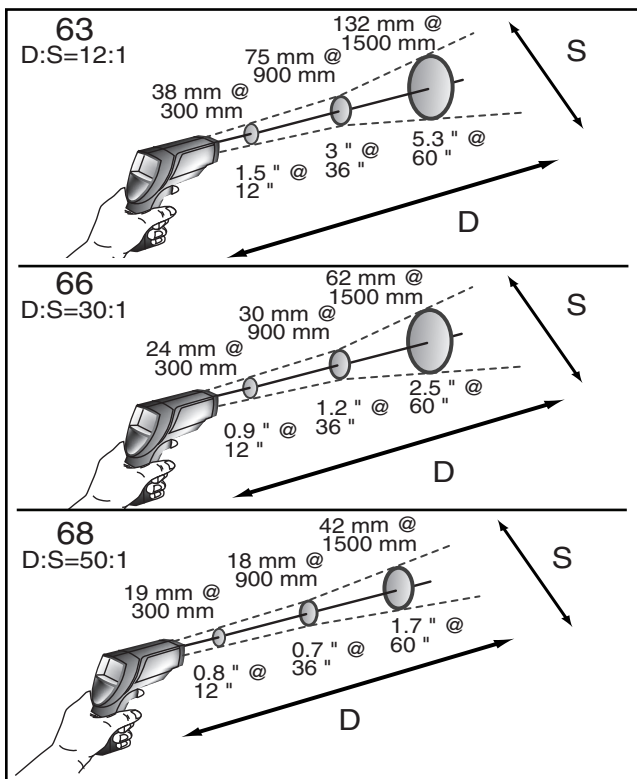 63
D:S=12:1
38 mm @
300 mm
75 mm @
900 mm
132 mm @
1500 mm
S
1.5 " @
12 "
3 " @
36 "
5.3 " @
60 "
D
66
D:S=30:1
24 mm @
300 mm
30 mm @
900 mm
62 mm @
1500 mm
S
0.9 " @
12 "
1.2 " @
36 "
2.5 " @
60 "
D
68
D:S=50:1
19 mm @
300 mm
18 mm @
900 mm
42 mm @
1500 mm
S
0.8 " @
12 "
0.7 " @
36 "
1.7 " @
60 "
D